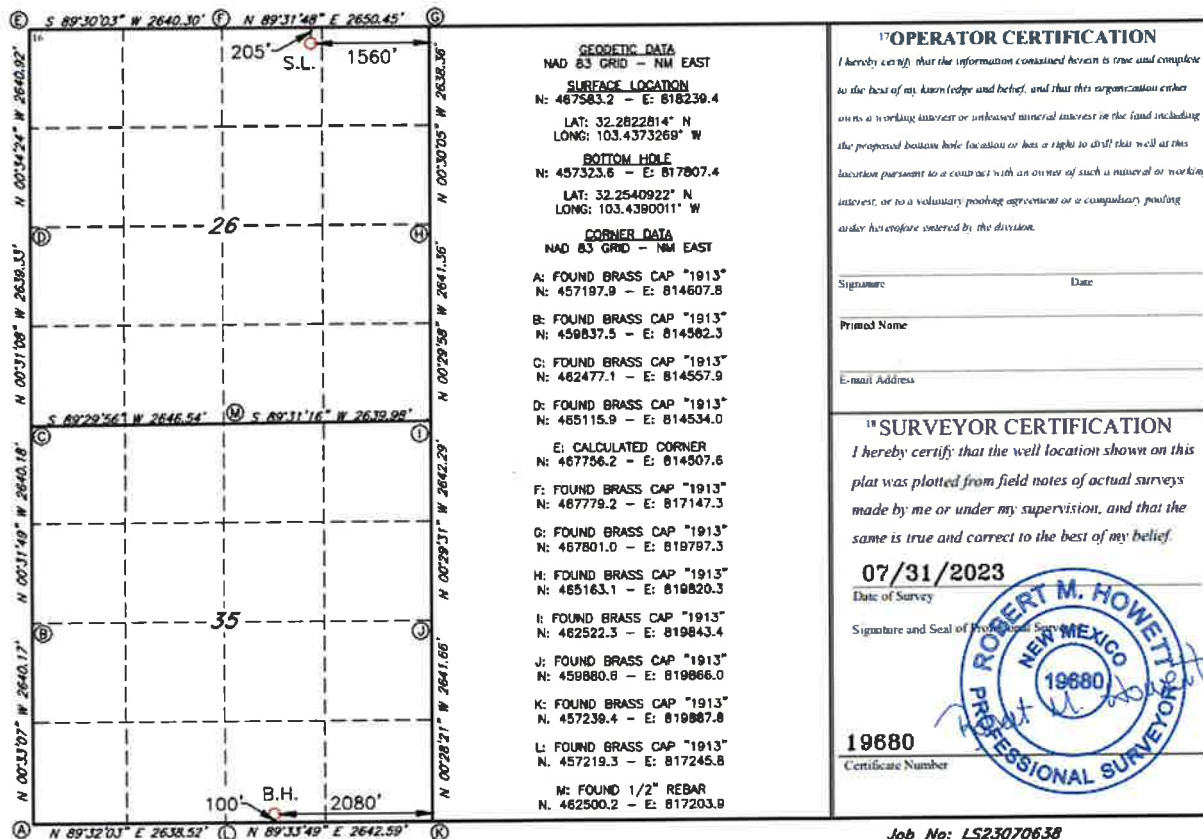 E S 89°30'03" W 2640.30' F N 89°31'48" E 2650.45' G
16
205'
S.L.
1560'
N 00°34'24" W 2640.92'
N 00°30'05" W 2638.36'
26
D
H
N 00°31'08" W 2639.33'
N 00°29'58" W 2641.36'
S 89°29'56" W 2646.54' M S 89°31'16" W 2639.98'
C
I
N 00°31'49" W 2640.18'
N 00°29'31" W 2642.29'
35
B
J
N 00°33'07" W 2640.17'
N 00°28'21" W 2641.66'
B.H.
100'
2080'
A N 89°32'03" E 2638.52' L N 89°33'49" E 2642.59' K
GEODETIC DATA
NAD 83 GRID - NM EAST
SURFACE LOCATION
N: 467583.2 - E: 818239.4
LAT: 32.2822814° N
LONG: 103.4373269° W
BOTTOM HOLE
N: 457323.6 - E: 817807.4
LAT: 32.2540922° N
LONG: 103.4390011° W
CORNER DATA
NAD 83 GRID - NM EAST
A: FOUND BRASS CAP "1913"
N: 457197.9 - E: 814607.8
B: FOUND BRASS CAP "1913"
N: 459837.5 - E: 814582.3
C: FOUND BRASS CAP "1913"
N: 462477.1 - E: 814557.9
D: FOUND BRASS CAP "1913"
N: 465115.9 - E: 814534.0
E: CALCULATED CORNER
N: 467756.2 - E: 814507.6
F: FOUND BRASS CAP "1913"
N: 467779.2 - E: 817147.3
G: FOUND BRASS CAP "1913"
N: 467801.0 - E: 819797.3
H: FOUND BRASS CAP "1913"
N: 465163.1 - E: 819820.3
I: FOUND BRASS CAP "1913"
N: 462522.3 - E: 819843.4
J: FOUND BRASS CAP "1913"
N: 459880.6 - E: 819866.0
K: FOUND BRASS CAP "1913"
N. 457239.4 - E: 819887.8
L: FOUND BRASS CAP "1913"
N. 457219.3 - E: 817245.8
M: FOUND 1/2" REBAR
N. 462500.2 - E: 817203.9
17 OPERATOR CERTIFICATION
I hereby certify that the information contained herein is true and complete
to the best of my knowledge and belief, and that this organization either
owns a working interest or unleased mineral interest in the land including
the proposed bottom hole location or has a right to drill this well at this
location pursuant to a contract with an owner of such a mineral or working
interest, or to a voluntary pooling agreement or a compulsory pooling
order heretofore entered by the division.
Signature Date
Printed Name
E-mail Address
18 SURVEYOR CERTIFICATION
I hereby certify that the well location shown on this
plat was plotted from field notes of actual surveys
made by me or under my supervision, and that the
same is true and correct to the best of my belief.
07/31/2023
Date of Survey
Signature and Seal of Professional Surveyor
ROBERT M. HOWETT
NEW MEXICO
19680
PROFESSIONAL SURVEYOR
Robert M. Howett
19680
Certificate Number
Job No: LS23070638